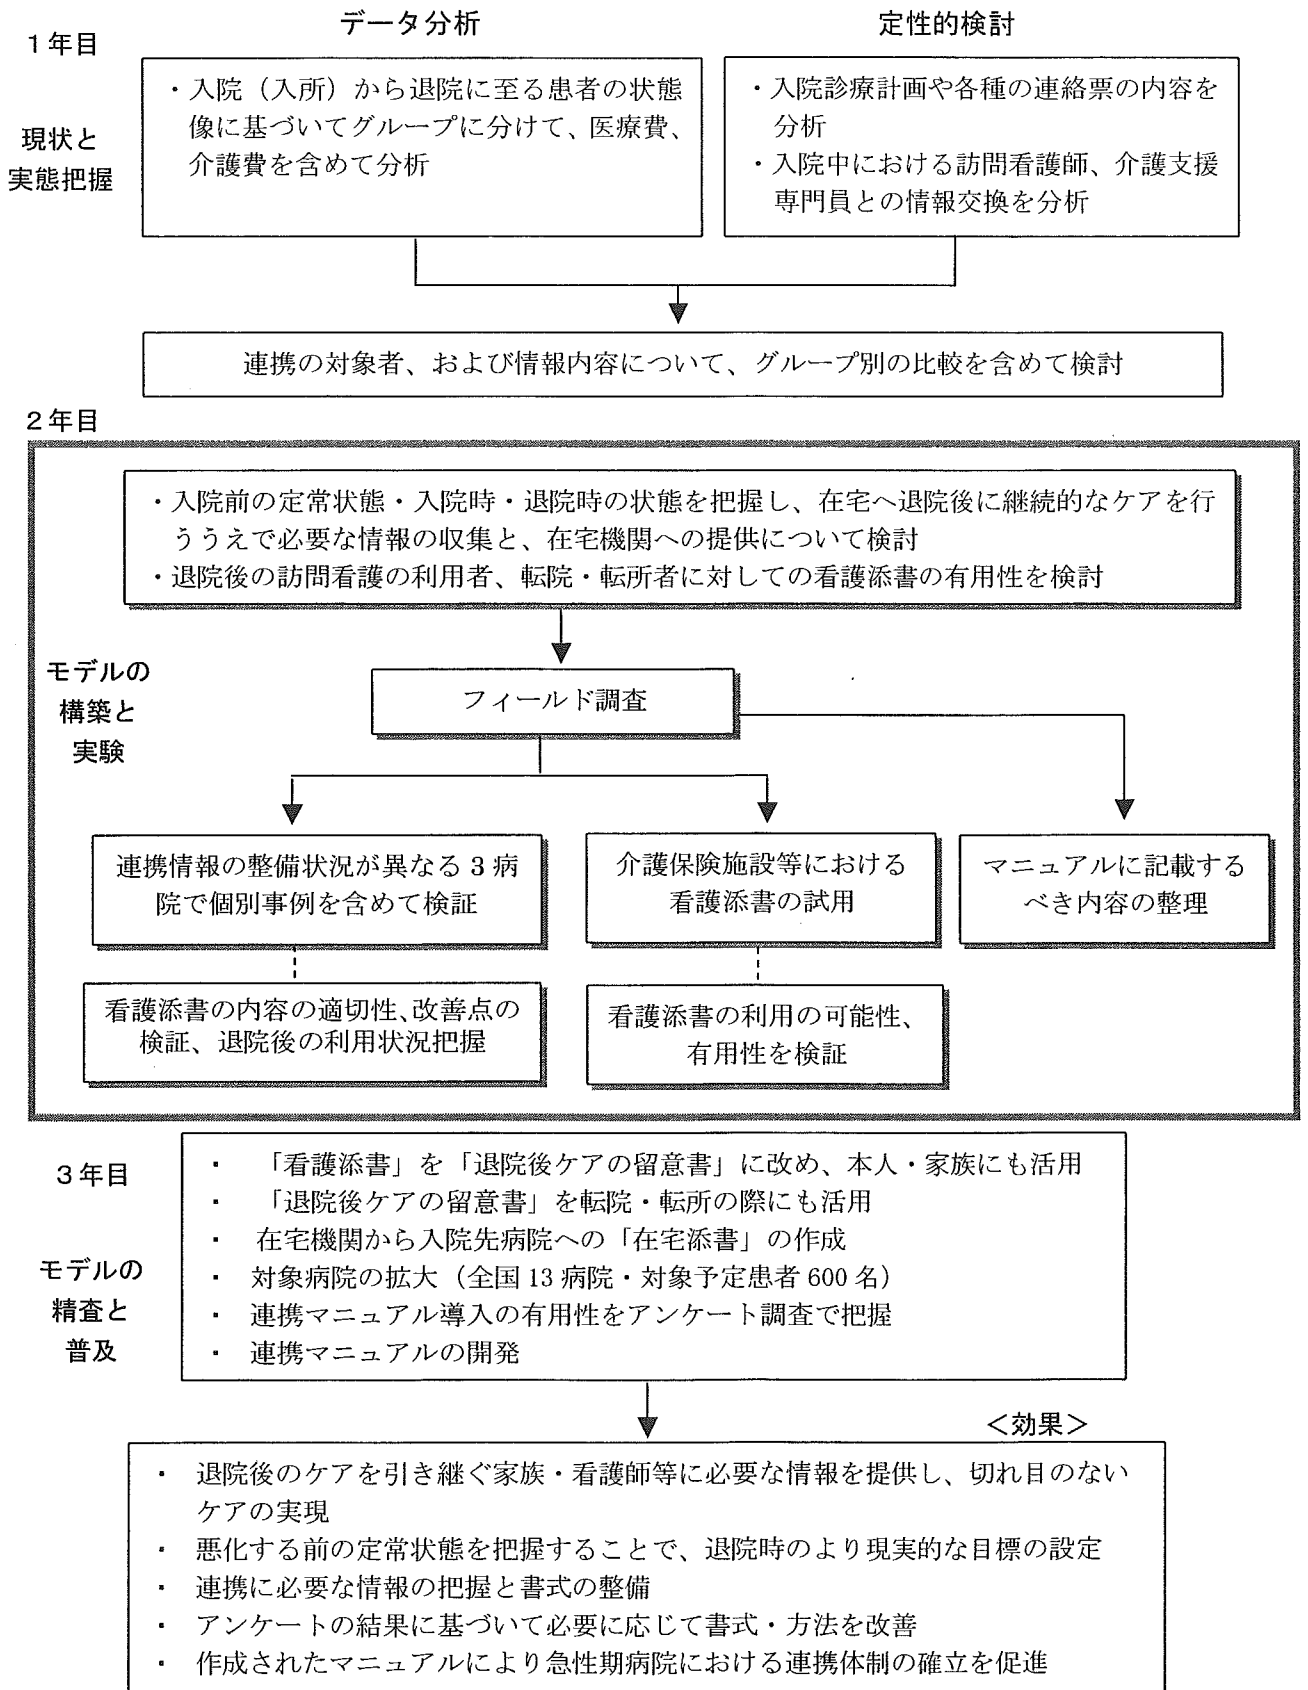 データ分析
定性的検討
1年目
現状と
実態把握
・入院（入所）から退院に至る患者の状態
像に基づいてグループに分けて、医療費、
介護費を含めて分析
・入院診療計画や各種の連絡票の内容を
分析
・入院中における訪問看護師、介護支援
専門員との情報交換を分析
連携の対象者、および情報内容について、グループ別の比較を含めて検討
2年目
・入院前の定常状態・入院時・退院時の状態を把握し、在宅へ退院後に継続的なケアを行
ううえで必要な情報の収集と、在宅機関への提供について検討
・退院後の訪問看護の利用者、転院・転所者に対しての看護添書の有用性を検討
モデルの
構築と
実験
フィールド調査
連携情報の整備状況が異なる3病
院で個別事例を含めて検証
介護保険施設等における
看護添書の試用
マニュアルに記載する
べき内容の整理
看護添書の内容の適切性、改善点の
検証、退院後の利用状況把握
看護添書の利用の可能性、
有用性を検証
3年目
モデルの
精査と
普及
・ 「看護添書」を「退院後ケアの留意書」に改め、本人・家族にも活用
・ 「退院後ケアの留意書」を転院・転所の際にも活用
・ 在宅機関から入院先病院への「在宅添書」の作成
・ 対象病院の拡大（全国13病院・対象予定患者600名）
・ 連携マニュアル導入の有用性をアンケート調査で把握
・ 連携マニュアルの開発
＜効果＞
・ 退院後のケアを引き継ぐ家族・看護師等に必要な情報を提供し、切れ目のない
ケアの実現
・ 悪化する前の定常状態を把握することで、退院時のより現実的な目標の設定
・ 連携に必要な情報の把握と書式の整備
・ アンケートの結果に基づいて必要に応じて書式・方法を改善
・ 作成されたマニュアルにより急性期病院における連携体制の確立を促進